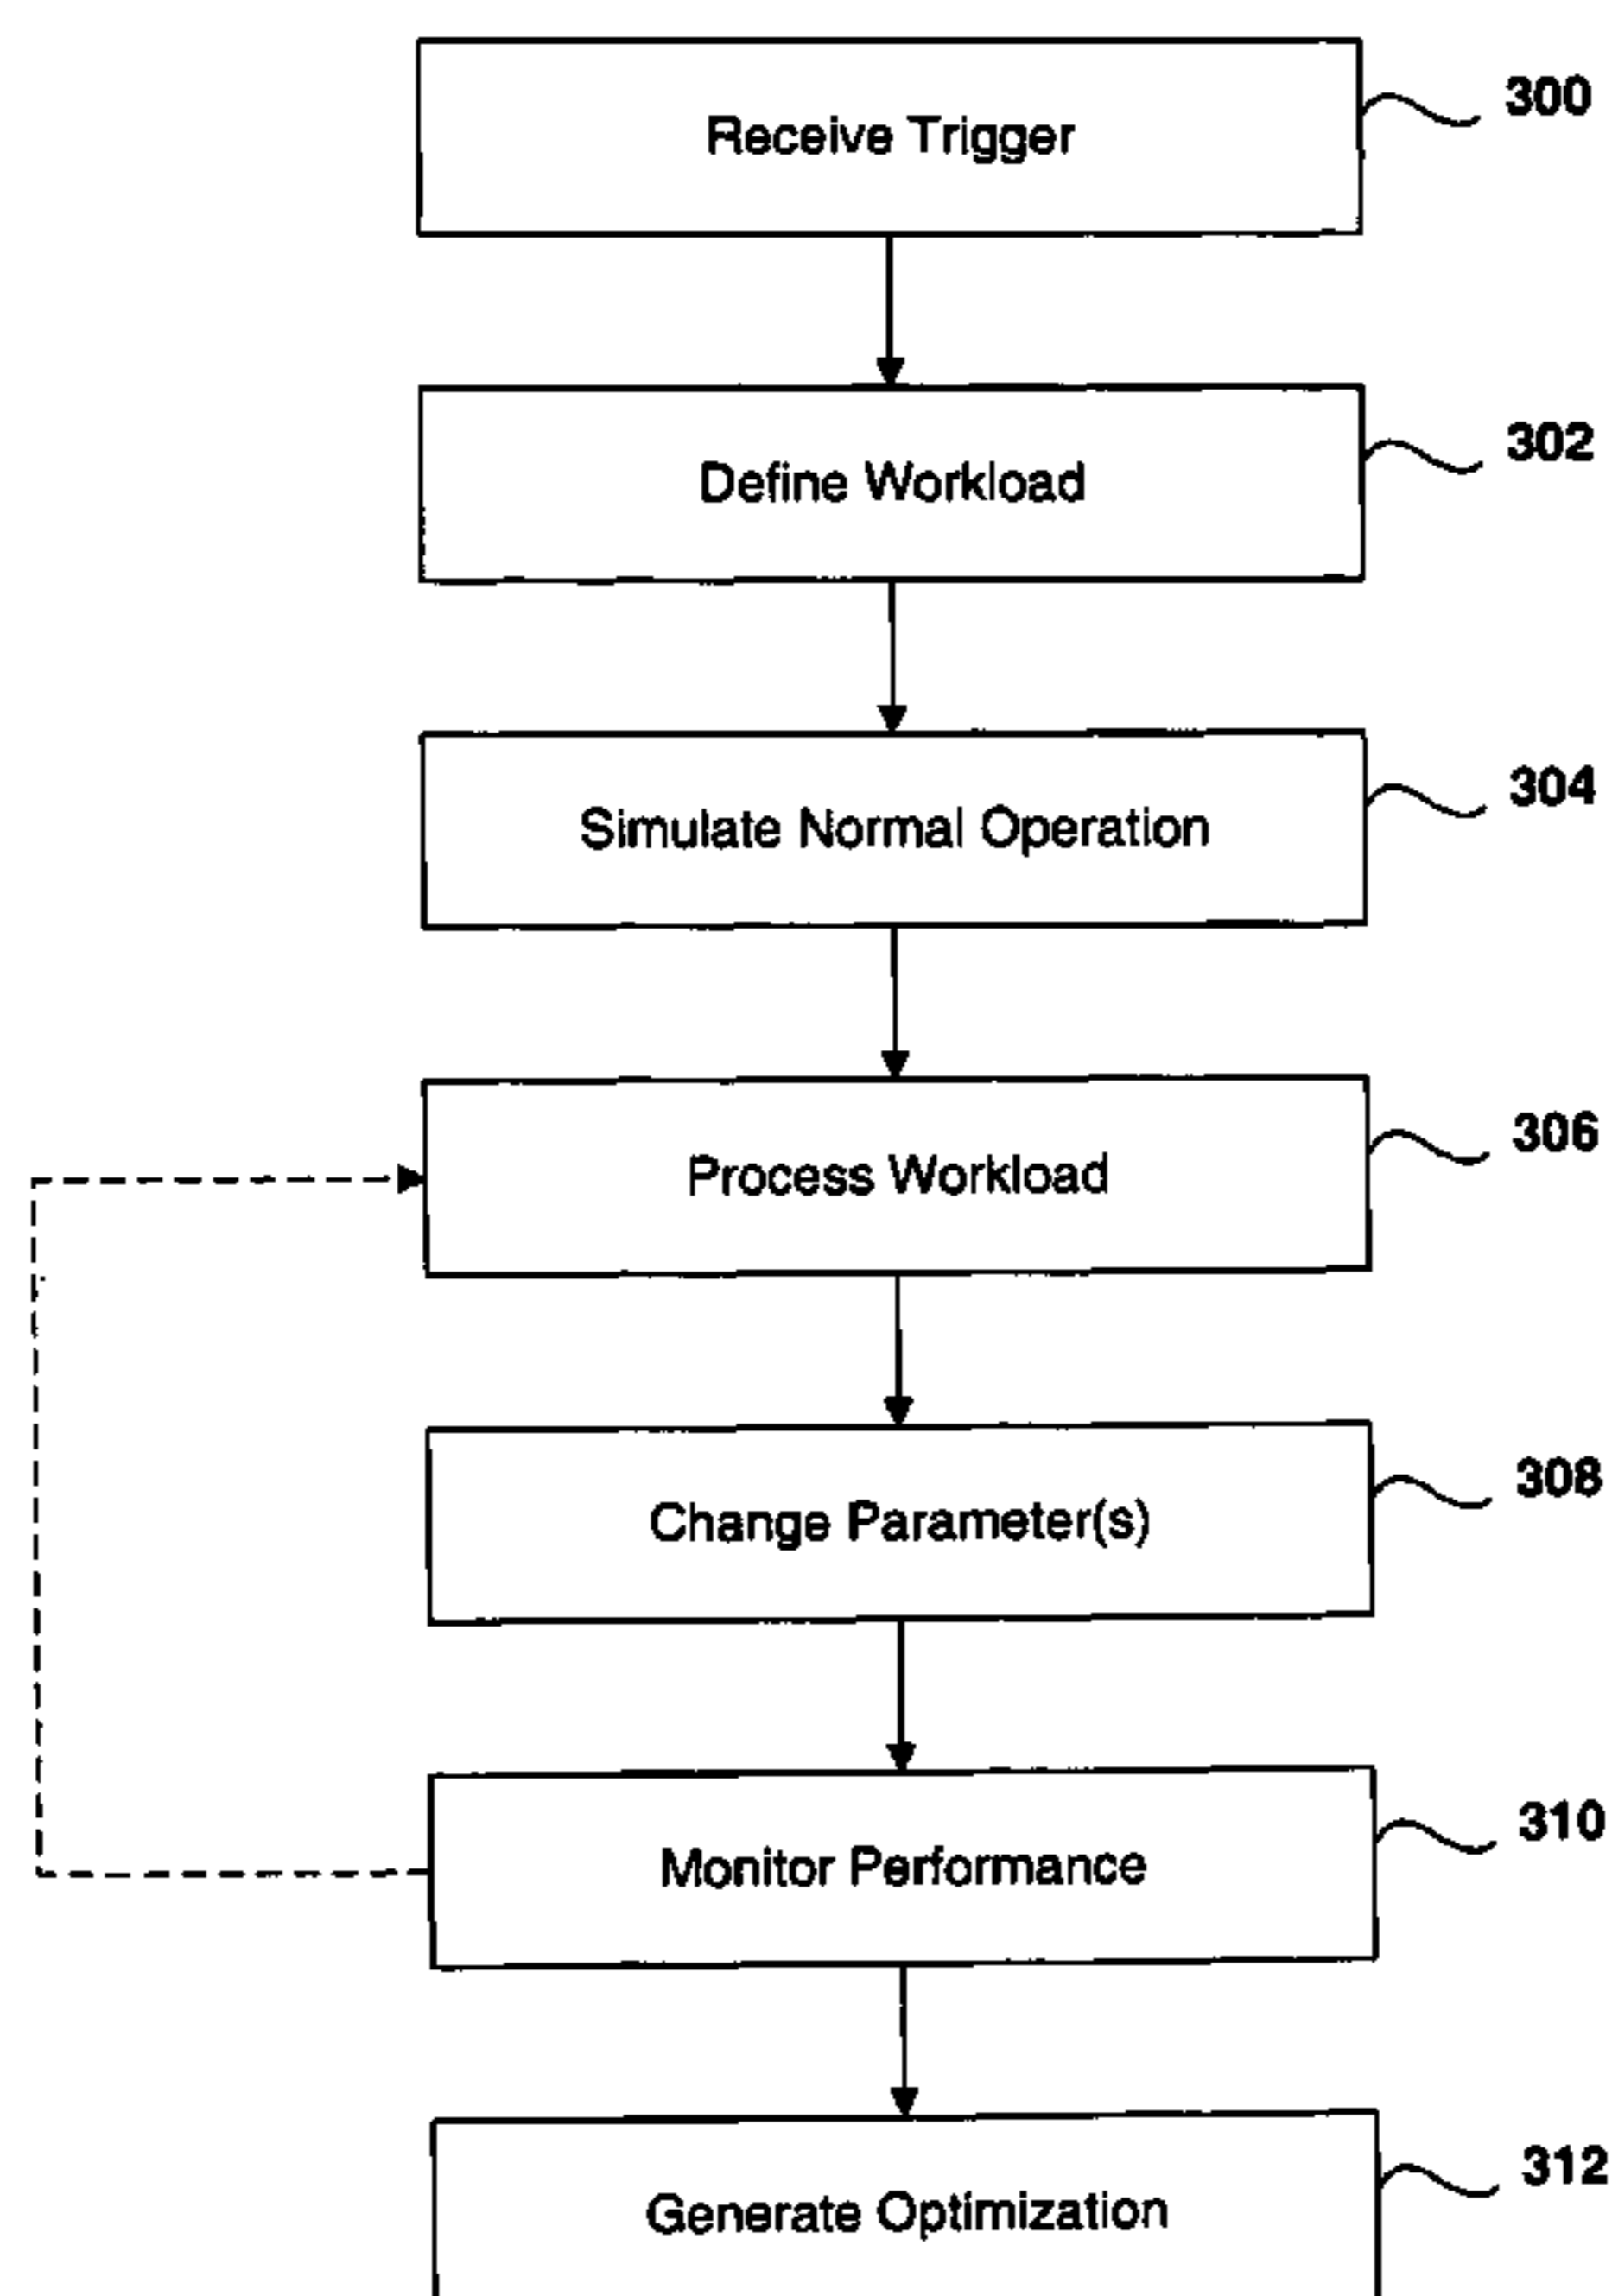 Receive Trigger
300
Define Workload
302
Simulate Normal Operation
304
Process Workload
306
Change Parameter(s)
308
Monitor Performance
310
Generate Optimization
312